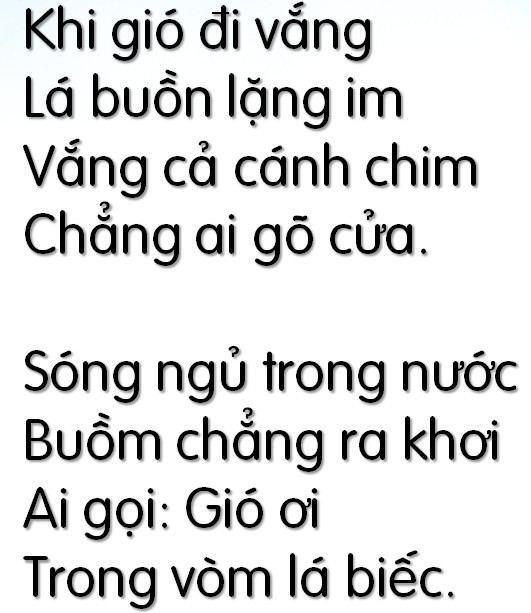 Khi gió đi vắng
Lá buồn lặng im
Vắng cả cánh chim
Chẳng ai gõ cửa.
Sóng ngủ trong nước
Buồm chẳng ra khơi
Ai gọi: Gió ơi
Trong vòm lá biếc.